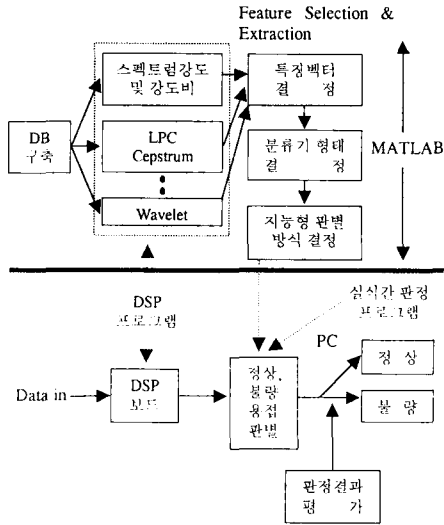 Feature Selection &
Extraction
스펙트럼강도
및 강도비
특징벡터
결 정
DB
구축
LPC
Cepstrum
분류기 형태
결 정
MATLAB
Wavelet
지능형 판별
방식 결정
DSP
프로그램
실시간 판정
프로그램
PC
Data in
DSP
보드
정상,
불량
용접
판별
정 상
불 량
판정결과
평 가